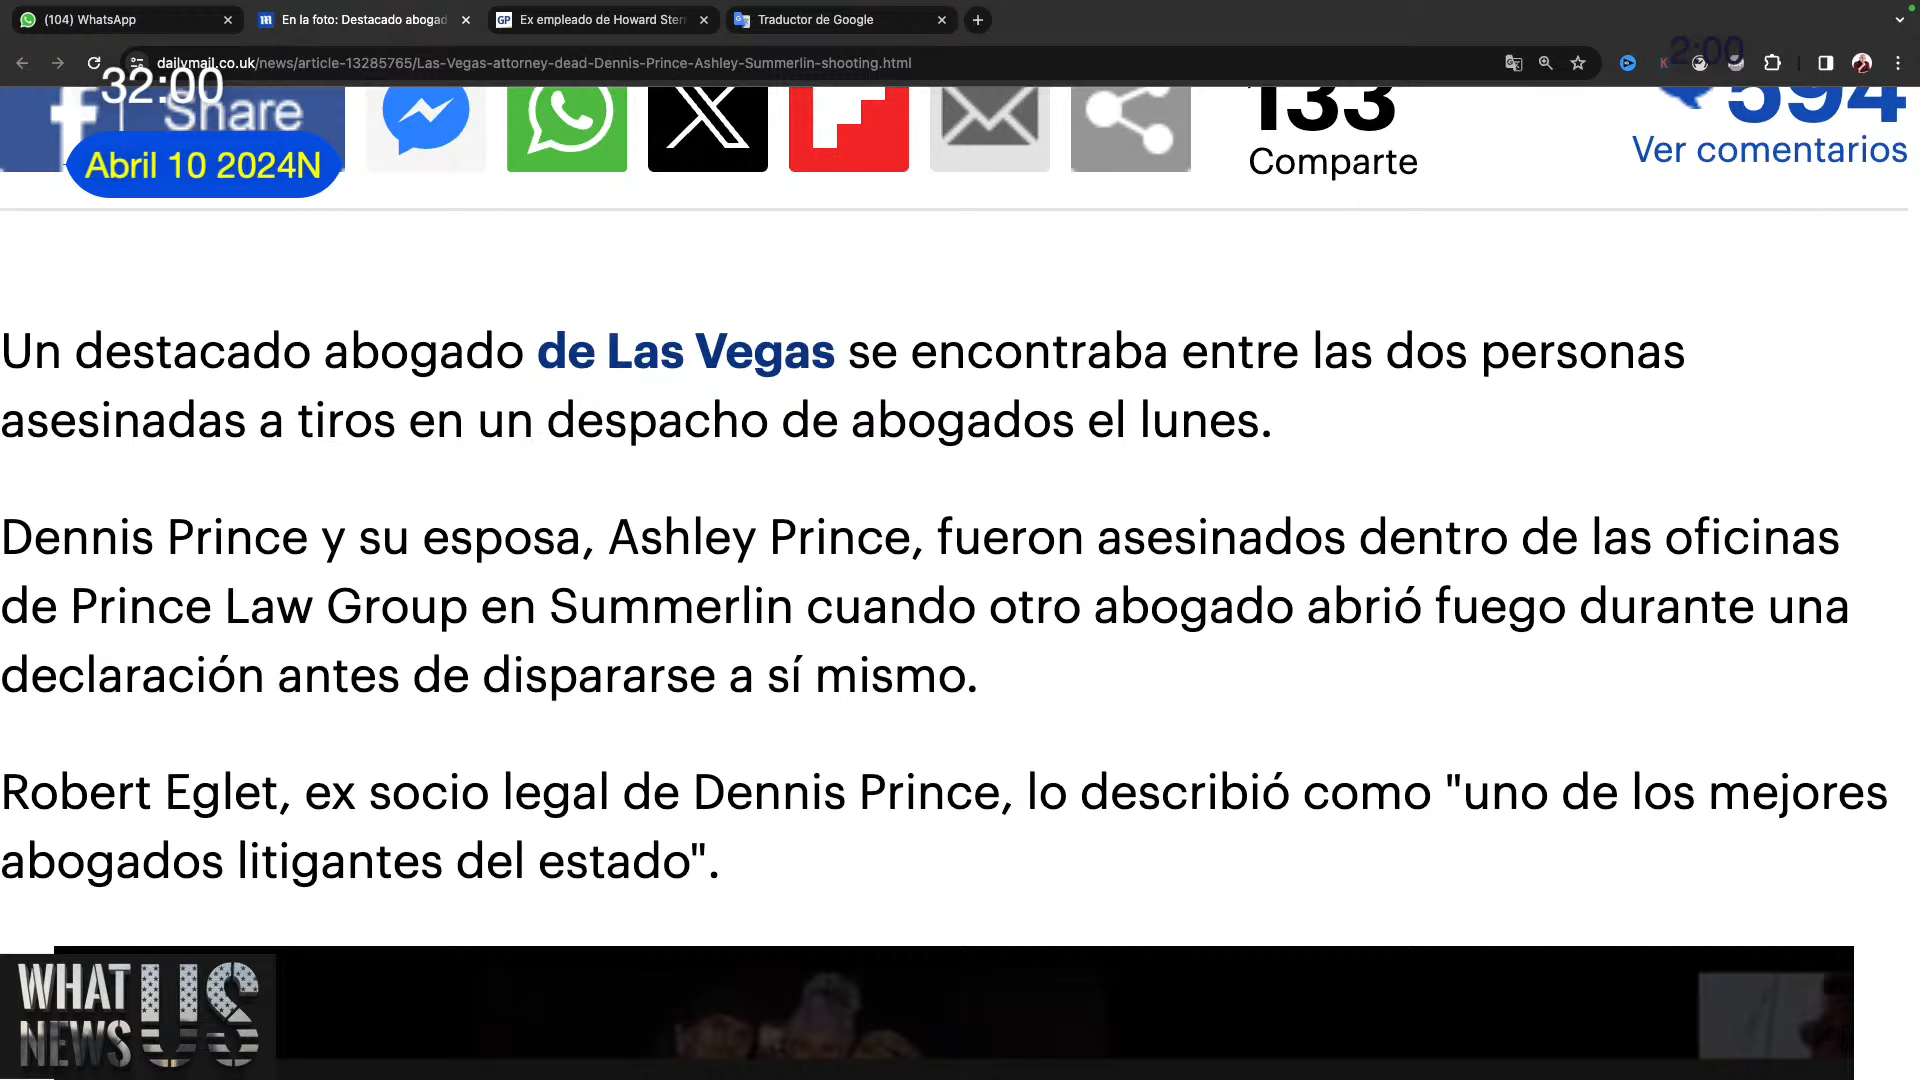 (104) WhatsApp
En la foto: Destacado abogad
GP Ex empleado de Howard Stern
Traductor de Google
dailymail.co.uk/news/article-13285765/Las-Vegas-attorney-dead-Dennis-Prince-Ashley-Summerlin-shooting.html
2:00
32:00
Share
133
594
Comparte
Ver comentarios
Abril 10 2024N
Un destacado abogado de Las Vegas se encontraba entre las dos personas
asesinadas a tiros en un despacho de abogados el lunes.
Dennis Prince y su esposa, Ashley Prince, fueron asesinados dentro de las oficinas
de Prince Law Group en Summerlin cuando otro abogado abrió fuego durante una
declaración antes de dispararse a sí mismo.
Robert Eglet, ex socio legal de Dennis Prince, lo describió como "uno de los mejores
abogados litigantes del estado".
WHAT
NEWS
US